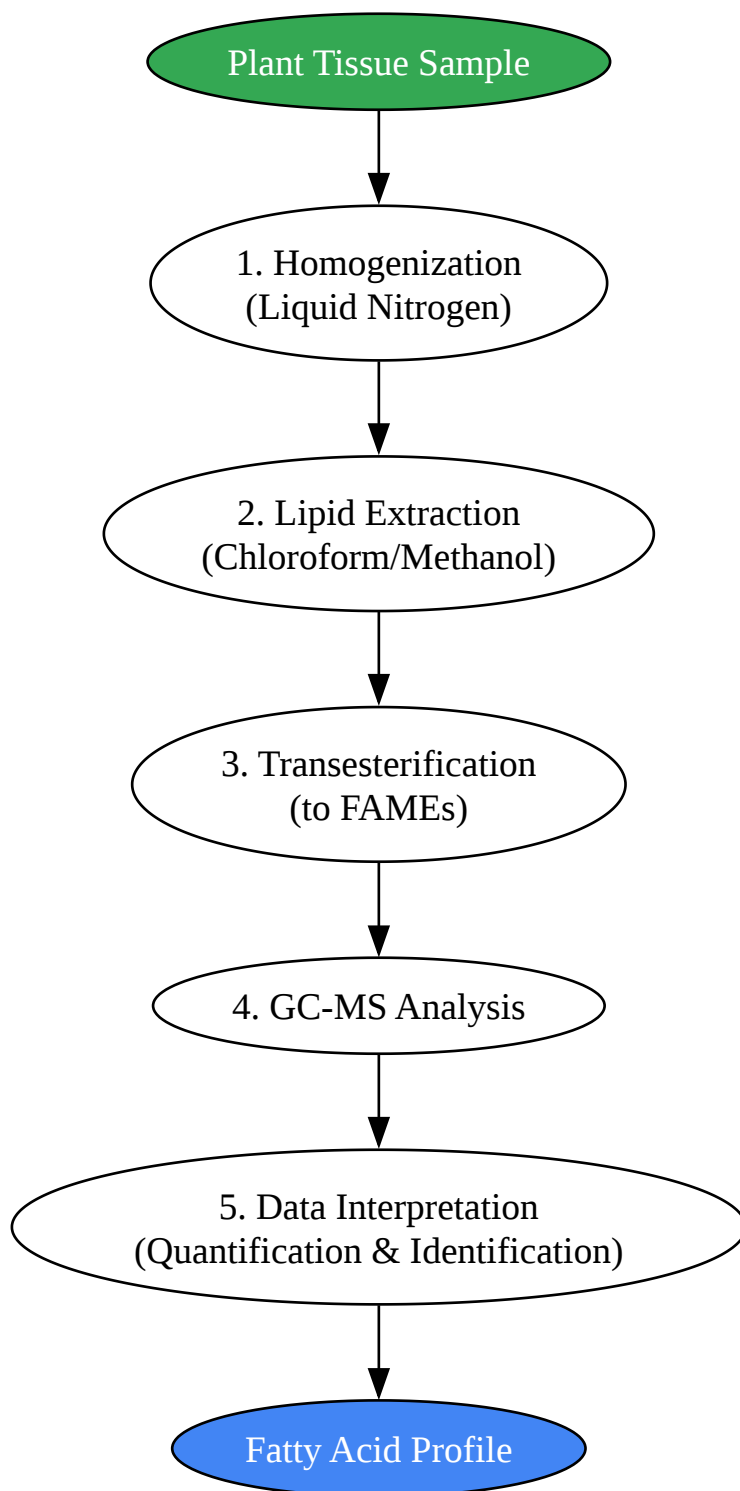 Plant Tissue Sample
1. Homogenization
(Liquid Nitrogen)
2. Lipid Extraction
(Chloroform/Methanol)
3. Transesterification
(to FAMEs)
4. GC-MS Analysis
5. Data Interpretation
(Quantification & Identification)
Fatty Acid Profile